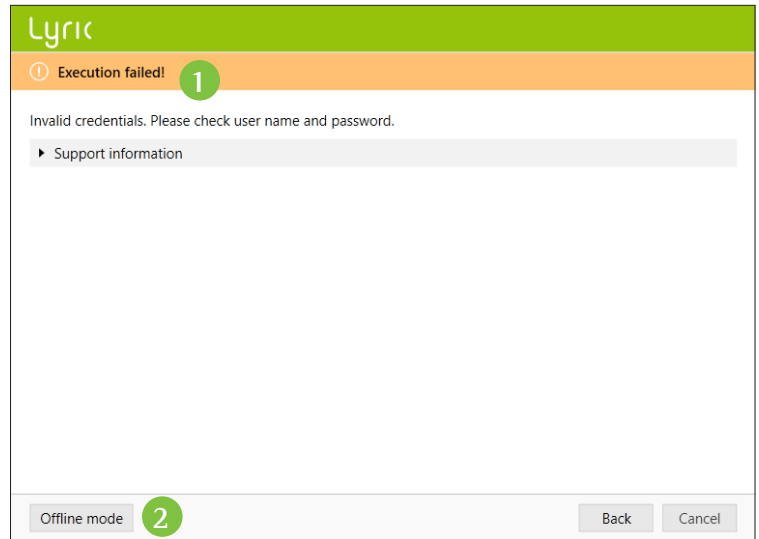 Lyric
Execution failed!
1
Invalid credentials. Please check user name and password.
Support information
Offline mode
2
Back
Cancel